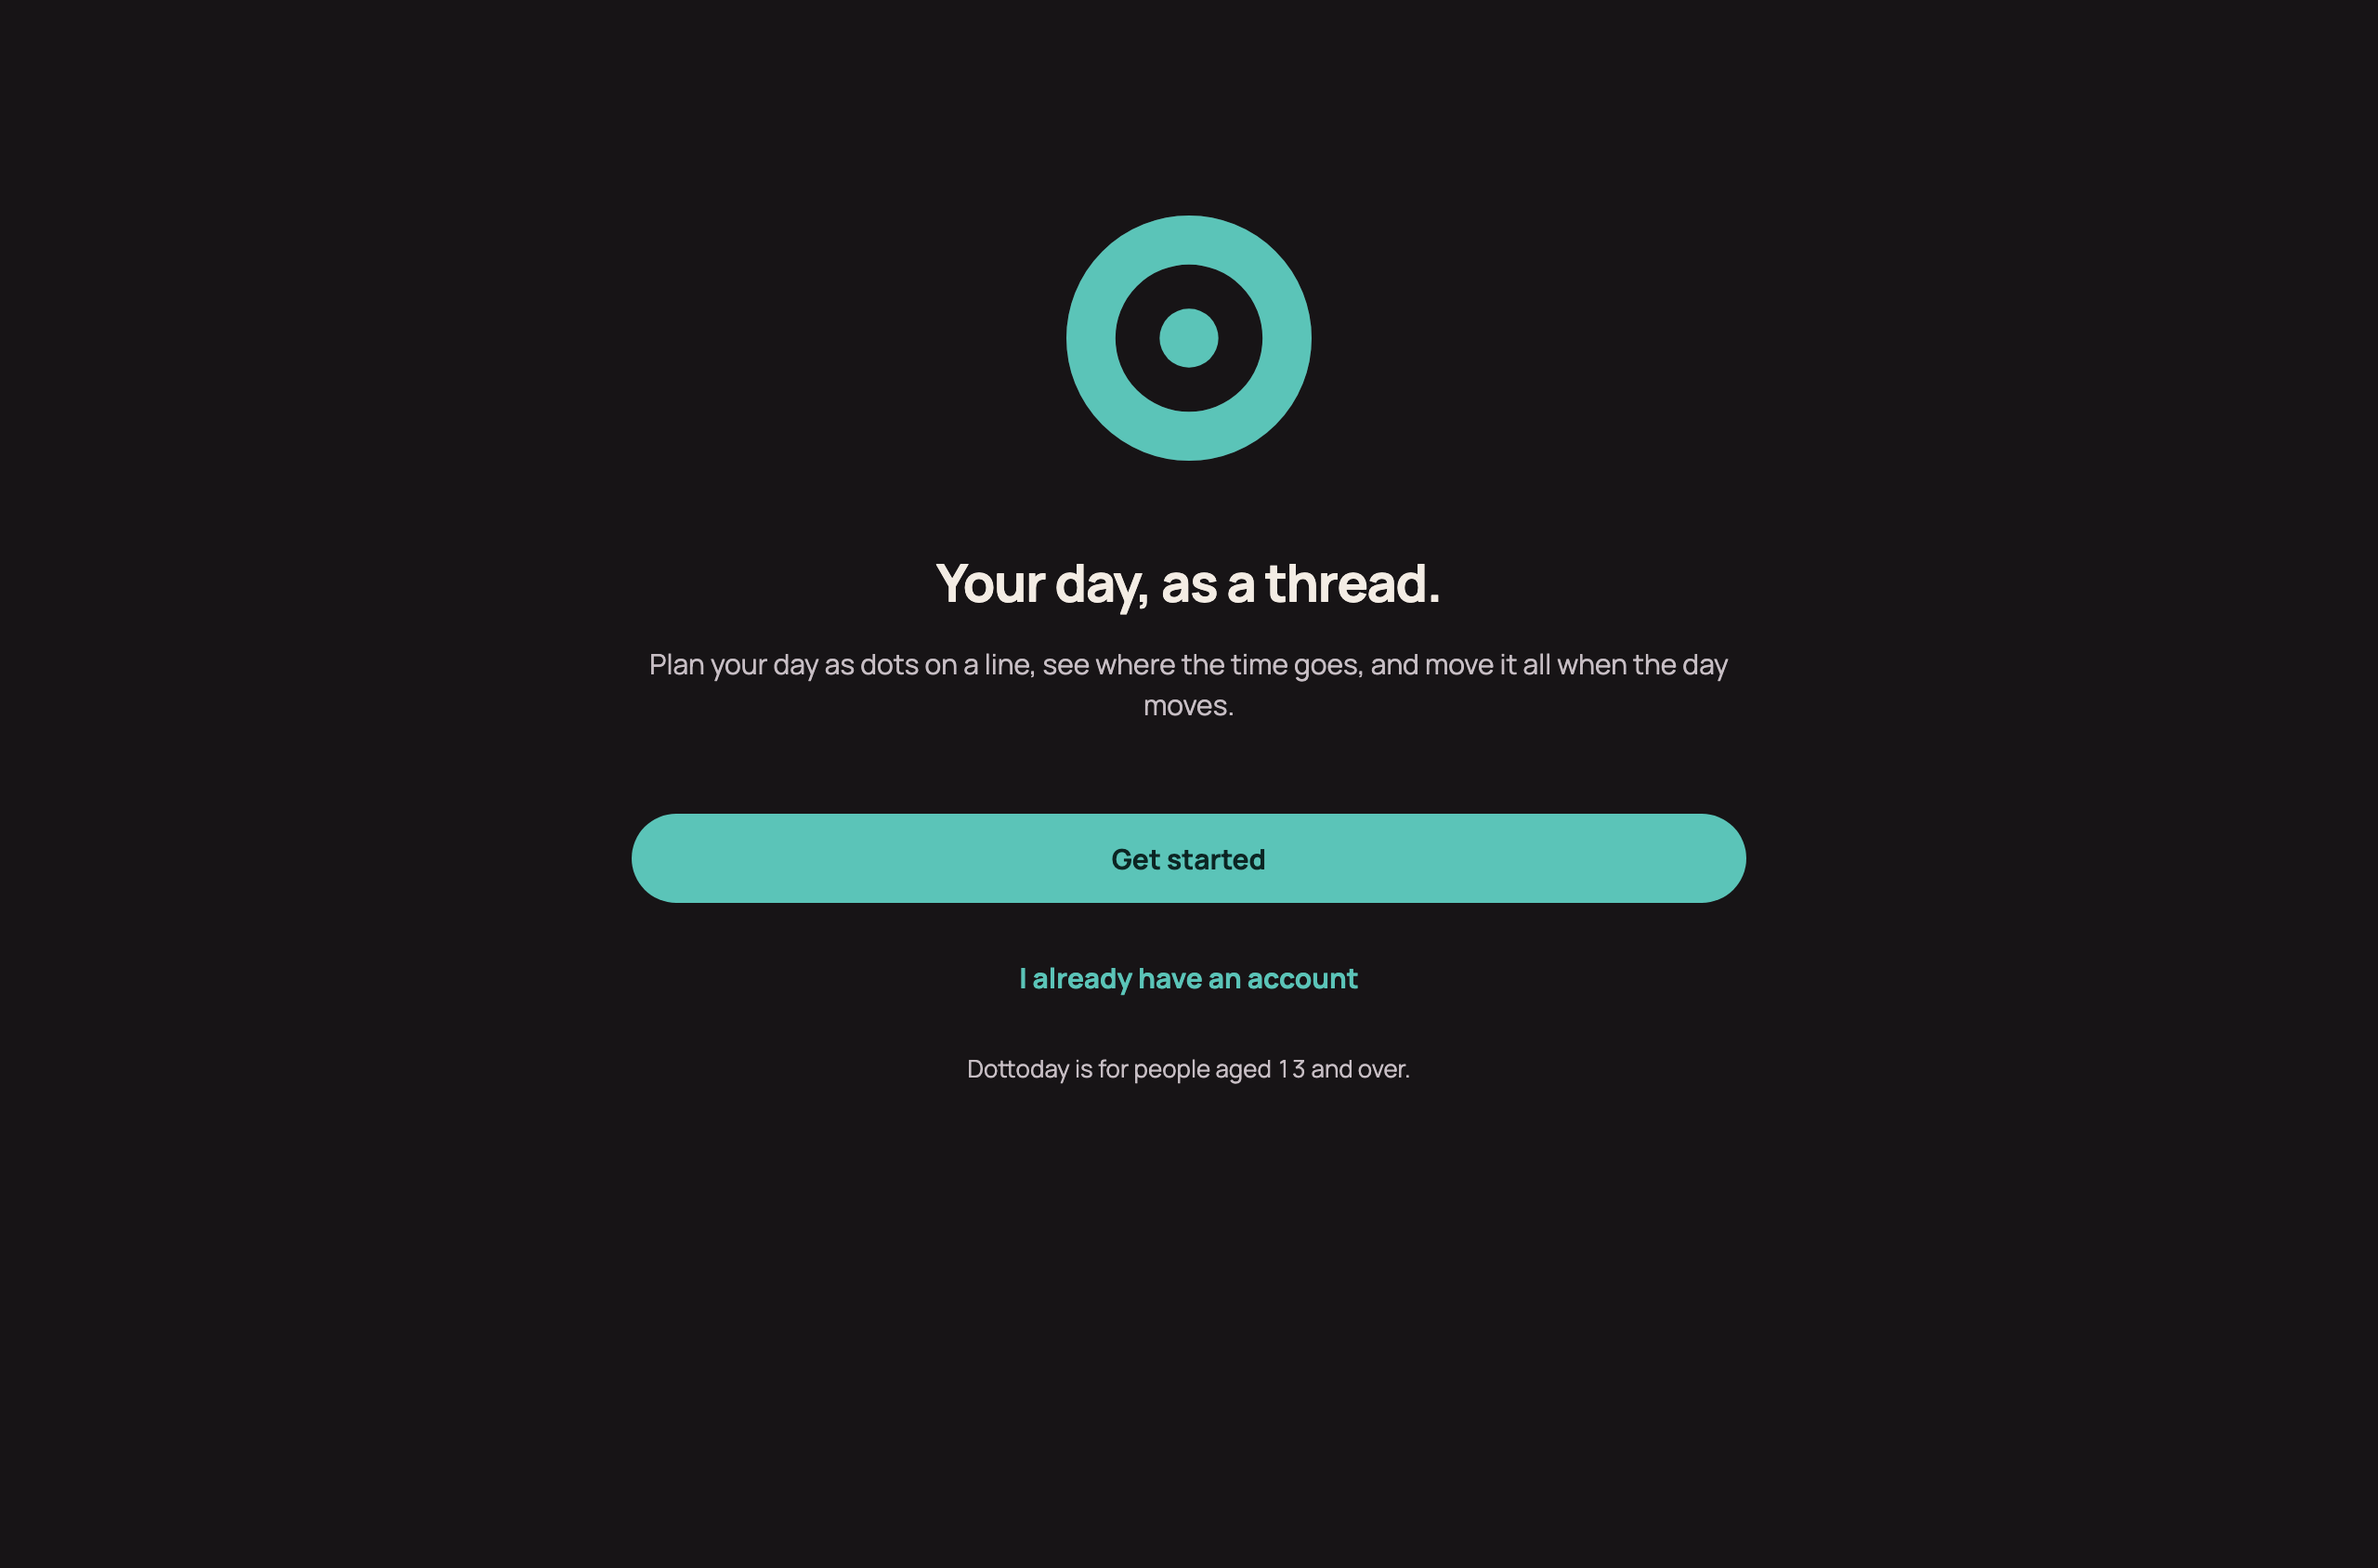 Your day, as a thread.
Plan your day as dots on a line, see where the time goes, and move it all when the day
moves.
Get started
I already have an account
Dottoday is for people aged 13 and over.